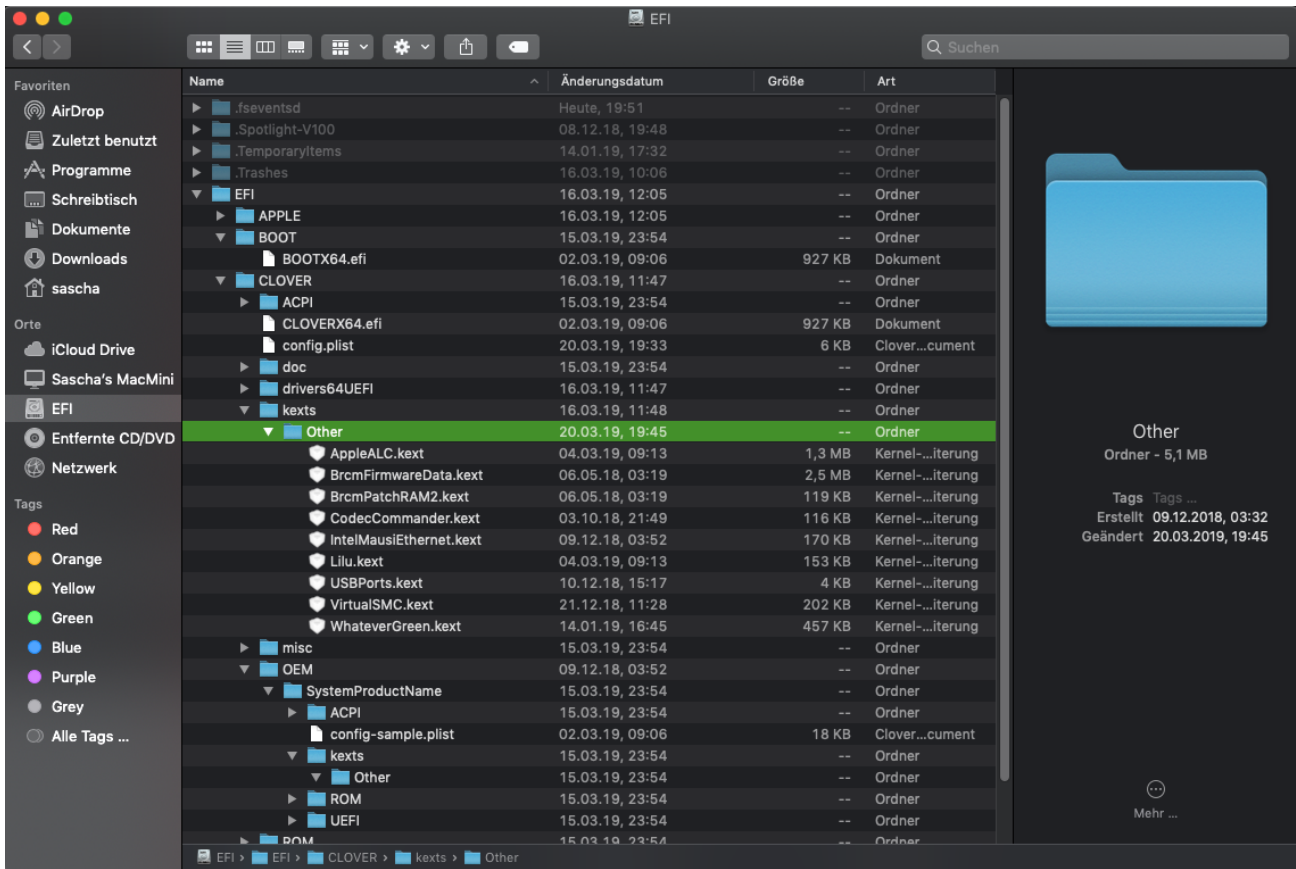 EFI
Suchen
Favoriten
AirDrop
Zuletzt benutzt
Programme
Schreibtisch
Dokumente
Downloads
sascha
Orte
iCloud Drive
Sascha's MacMini
EFI
Entfernte CD/DVD
Netzwerk
Tags
Red
Orange
Yellow
Green
Blue
Purple
Grey
Alle Tags ...
Name Änderungsdatum Größe Art
.fseventsd Heute, 19:51 -- Ordner
.Spotlight-V100 08.12.18, 19:48 -- Ordner
.TemporaryItems 14.01.19, 17:32 -- Ordner
.Trashes 16.03.19, 10:06 -- Ordner
EFI 16.03.19, 12:05 -- Ordner
APPLE 16.03.19, 12:05 -- Ordner
BOOT 15.03.19, 23:54 -- Ordner
BOOTX64.efi 02.03.19, 09:06 927 KB Dokument
CLOVER 16.03.19, 11:47 -- Ordner
ACPI 15.03.19, 23:54 -- Ordner
CLOVERX64.efi 02.03.19, 09:06 927 KB Dokument
config.plist 20.03.19, 19:33 6 KB Clover...cument
doc 15.03.19, 23:54 -- Ordner
drivers64UEFI 16.03.19, 11:47 -- Ordner
kexts 16.03.19, 11:48 -- Ordner
Other 20.03.19, 19:45 -- Ordner
AppleALC.kext 04.03.19, 09:13 1,3 MB Kernel-...iterung
BrcmFirmwareData.kext 06.05.18, 03:19 2,5 MB Kernel-...iterung
BrcmPatchRAM2.kext 06.05.18, 03:19 119 KB Kernel-...iterung
CodecCommander.kext 03.10.18, 21:49 116 KB Kernel-...iterung
IntelMausiEthernet.kext 09.12.18, 03:52 170 KB Kernel-...iterung
Lilu.kext 04.03.19, 09:13 153 KB Kernel-...iterung
USBPorts.kext 10.12.18, 15:17 4 KB Kernel-...iterung
VirtualSMC.kext 21.12.18, 11:28 202 KB Kernel-...iterung
WhateverGreen.kext 14.01.19, 16:45 457 KB Kernel-...iterung
misc 15.03.19, 23:54 -- Ordner
OEM 09.12.18, 03:52 -- Ordner
SystemProductName 15.03.19, 23:54 -- Ordner
ACPI 15.03.19, 23:54 -- Ordner
config-sample.plist 02.03.19, 09:06 18 KB Clover...cument
kexts 15.03.19, 23:54 -- Ordner
Other 15.03.19, 23:54 -- Ordner
ROM 15.03.19, 23:54 -- Ordner
UEFI 15.03.19, 23:54 -- Ordner
ROM 15.03.19, 23:54 -- Ordner
EFI › EFI › CLOVER › kexts › Other
Other
Ordner - 5,1 MB
Tags Tags ...
Erstellt 09.12.2018, 03:32
Geändert 20.03.2019, 19:45
Mehr ...